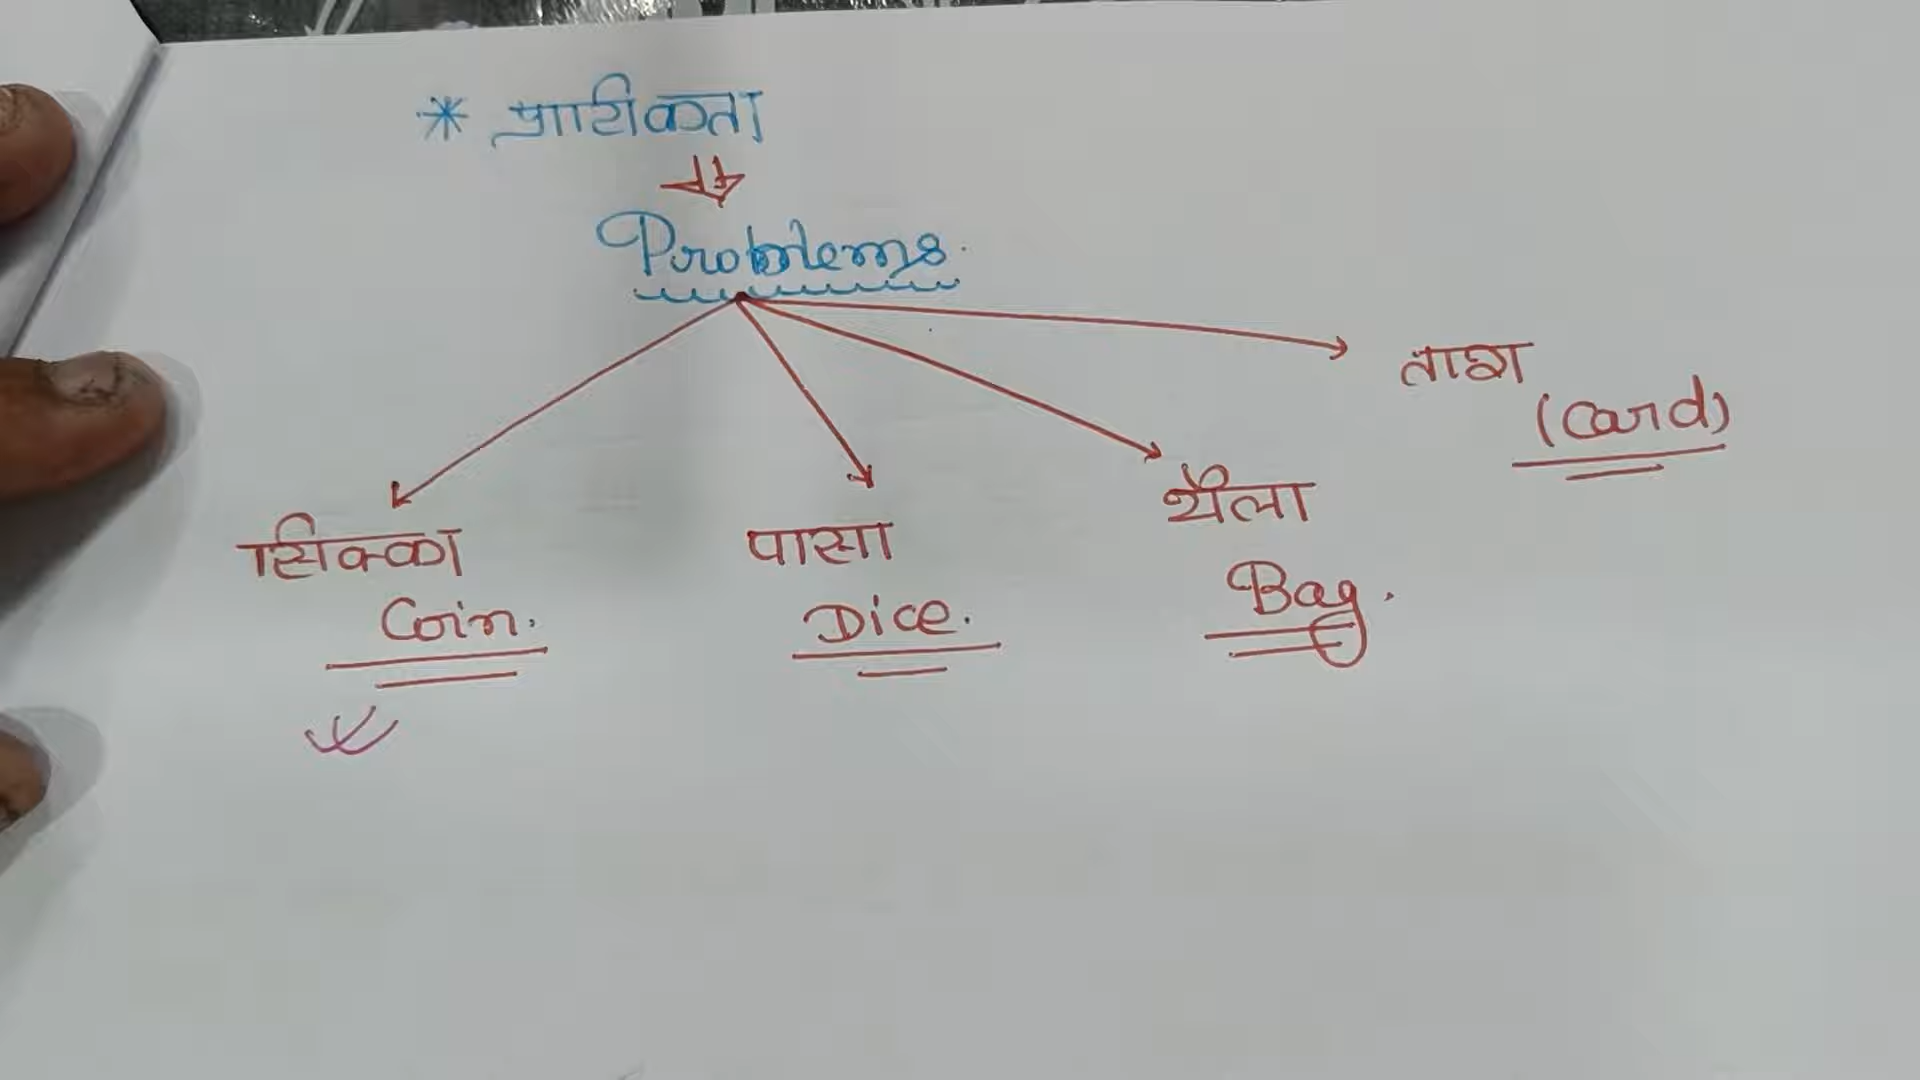 * प्रायिकता
Problems.
ताश
(Card)
थैला
Bag.
पासा
Dice.
सिक्का
Coin.